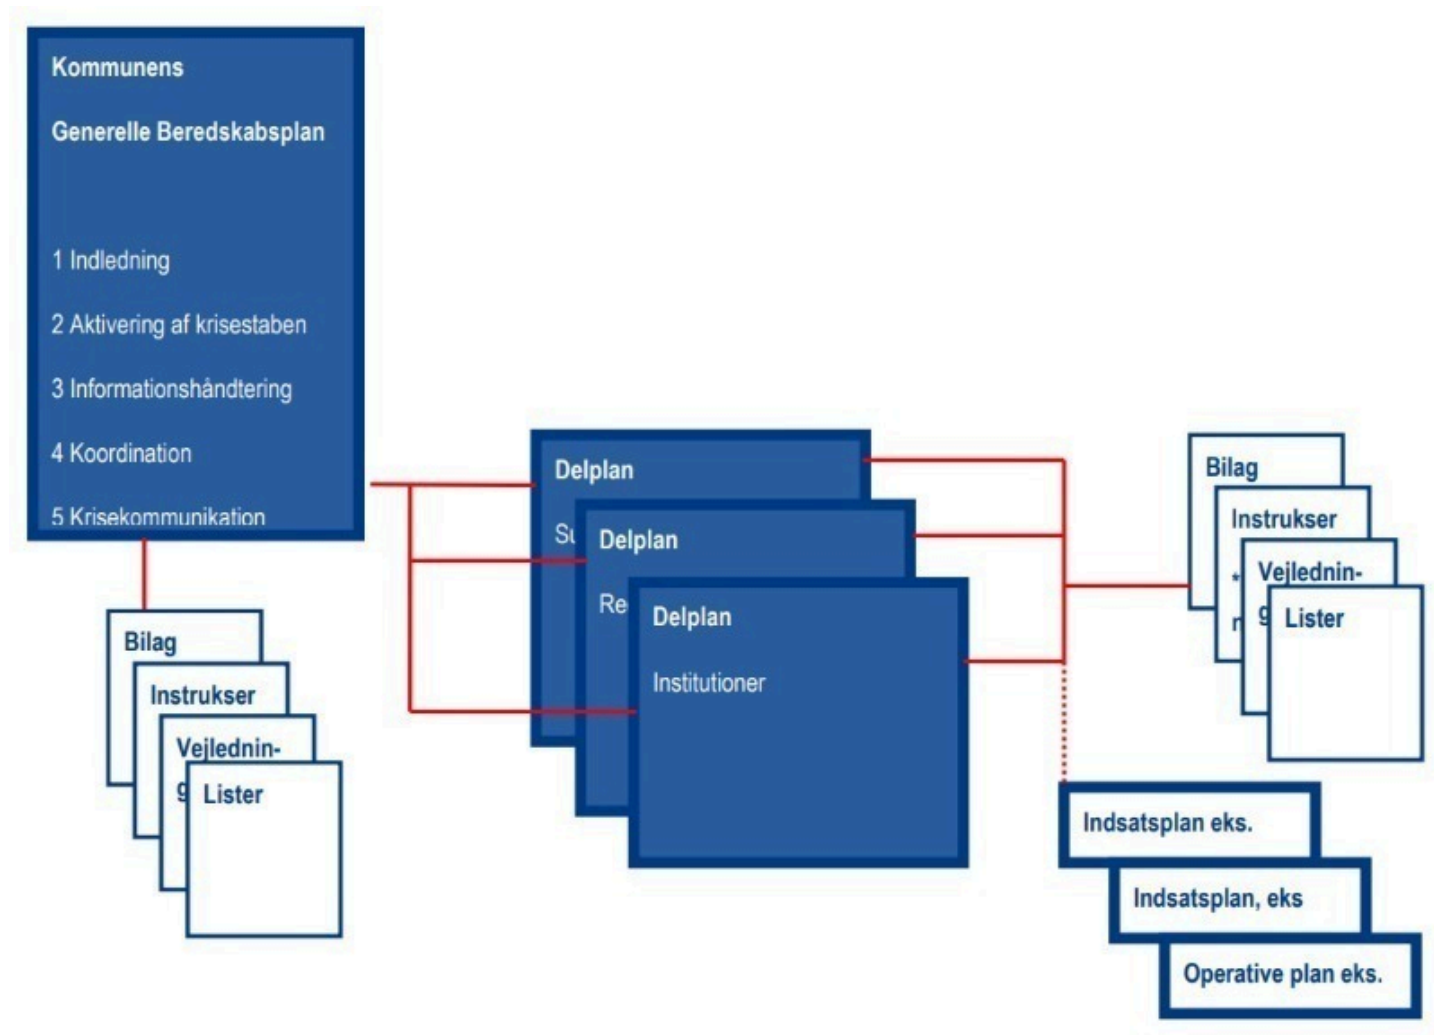 Kommunens
Generelle Beredskabsplan
1 Indledning
2 Aktivering af krisestaben
3 Informationshåndtering
4 Koordination
5 Krisekommunikation
Bilag
Instrukser
Vejlednin-
g
Lister
Delplan
Delplan
Re
Delplan
Institutioner
Bilag
Instrukser
*
Vejlednin-
g
Lister
Indsatsplan eks.
Indsatsplan, eks
Operative plan eks.